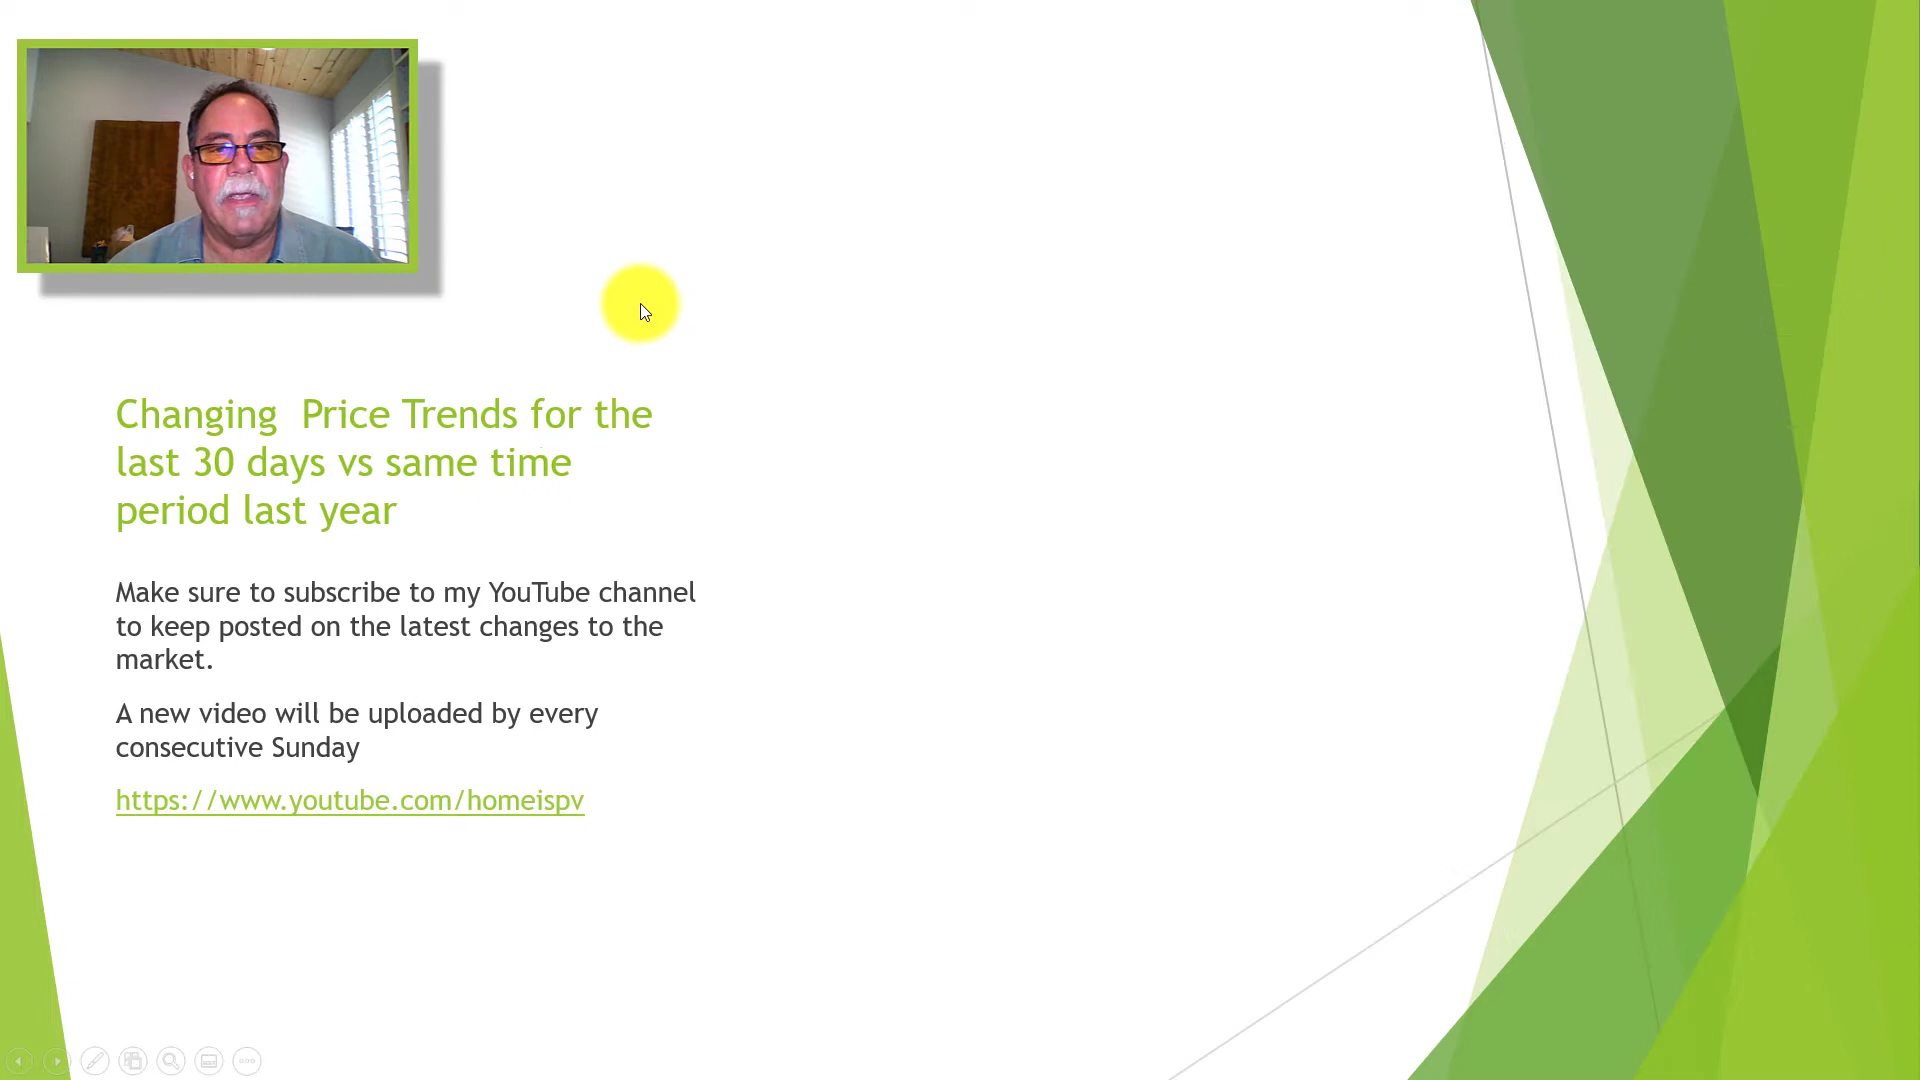 Changing  Price Trends for the
last 30 days vs same time
period last year
Make sure to subscribe to my YouTube channel
to keep posted on the latest changes to the
market.
A new video will be uploaded by every
consecutive Sunday
https://www.youtube.com/homeispv